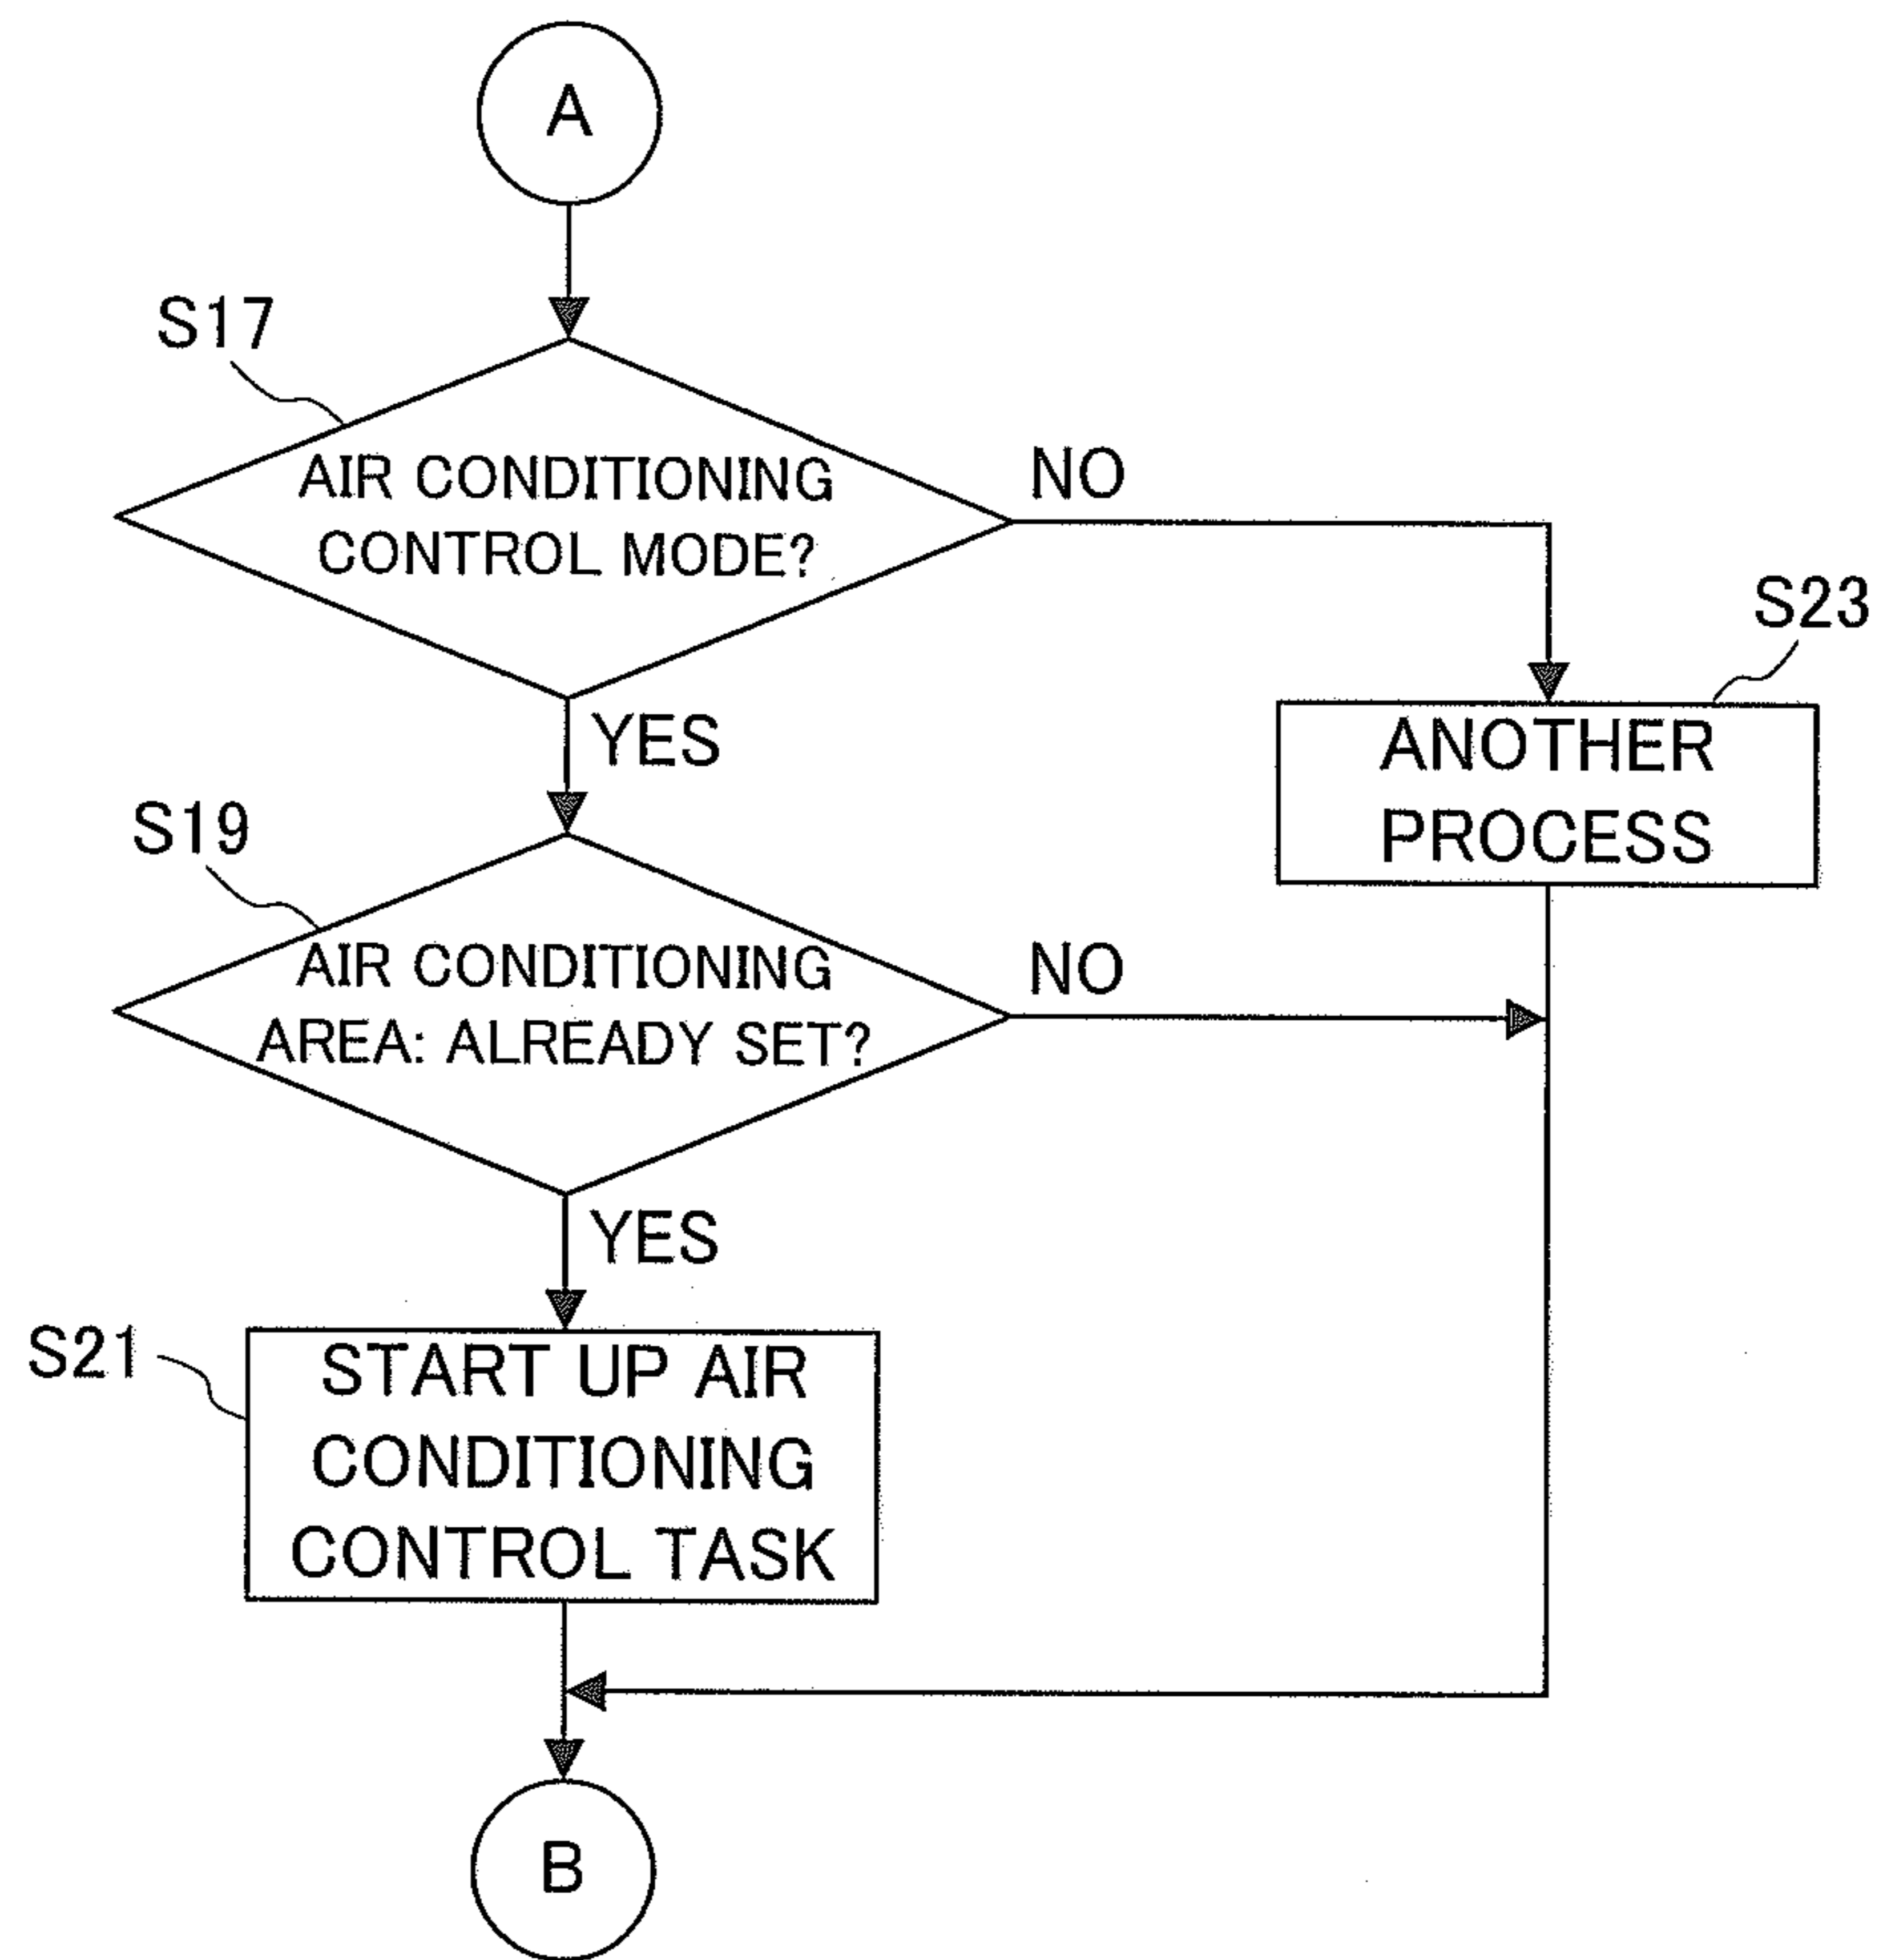 A
S17
AIR CONDITIONING
CONTROL MODE?
NO
YES
S23
ANOTHER
PROCESS
S19
AIR CONDITIONING
AREA: ALREADY SET?
NO
YES
S21
START UP AIR
CONDITIONING
CONTROL TASK
B